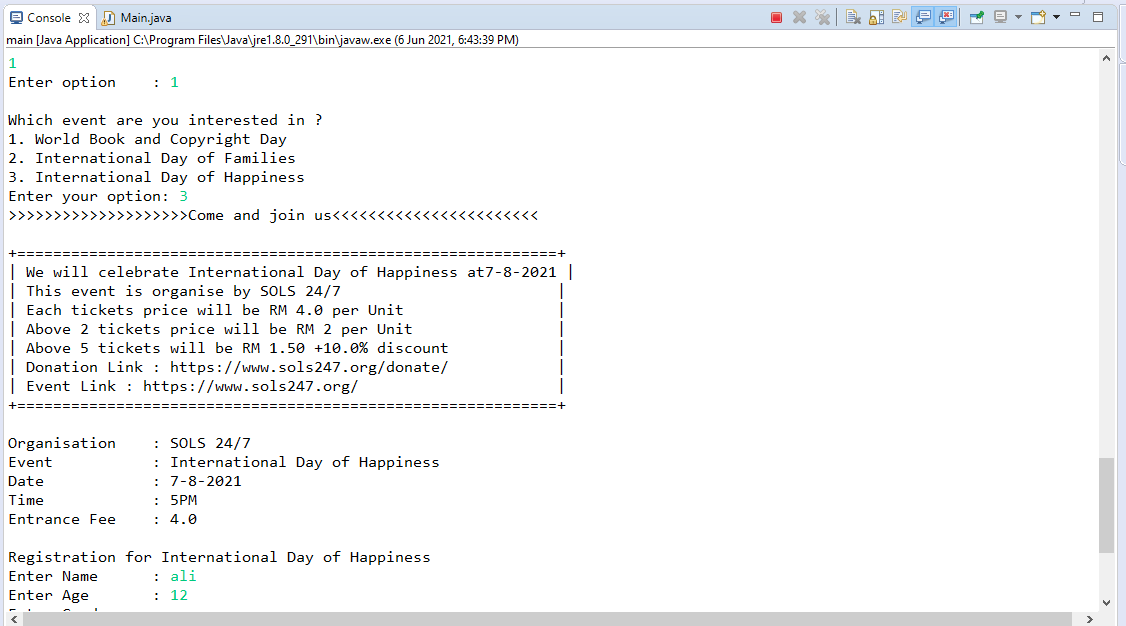 Console Main.java
main [Java Application] C:\Program Files\Java\jre1.8.0_291\bin\javaw.exe (6 Jun 2021, 6:43:39 PM)
1
Enter option    : 1
Which event are you interested in ?
1. World Book and Copyright Day
2. International Day of Families
3. International Day of Happiness
Enter your option: 3
>>>>>>>>>>>>>>>>>>>>Come and join us<<<<<<<<<<<<<<<<<<<<<<<
+============================================================+
| We will celebrate International Day of Happiness at7-8-2021 |
| This event is organise by SOLS 24/7                        |
| Each tickets price will be RM 4.0 per Unit                 |
| Above 2 tickets price will be RM 2 per Unit                |
| Above 5 tickets will be RM 1.50 +10.0% discount            |
| Donation Link : https://www.sols247.org/donate/            |
| Event Link : https://www.sols247.org/                      |
+============================================================+
Organisation    : SOLS 24/7
Event           : International Day of Happiness
Date            : 7-8-2021
Time            : 5PM
Entrance Fee    : 4.0
Registration for International Day of Happiness
Enter Name      : ali
Enter Age       : 12